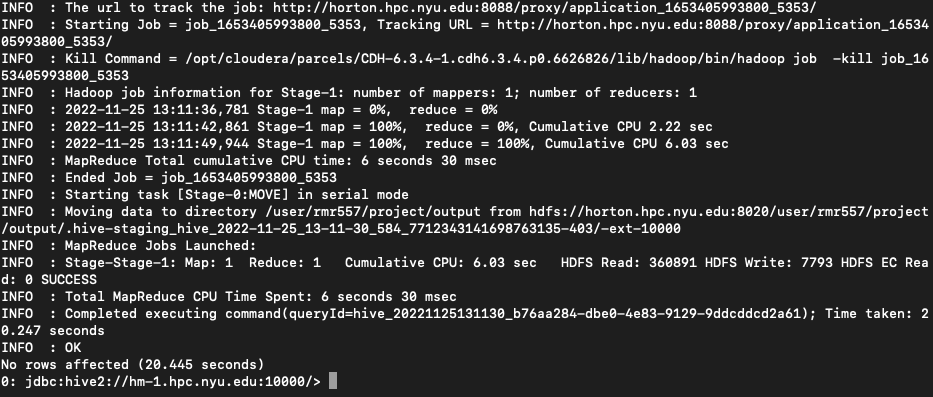 INFO  : The url to track the job: http://horton.hpc.nyu.edu:8088/proxy/application_1653405993800_5353/
INFO  : Starting Job = job_1653405993800_5353, Tracking URL = http://horton.hpc.nyu.edu:8088/proxy/application_16534
05993800_5353/
INFO  : Kill Command = /opt/cloudera/parcels/CDH-6.3.4-1.cdh6.3.4.p0.6626826/lib/hadoop/bin/hadoop job  -kill job_16
53405993800_5353
INFO  : Hadoop job information for Stage-1: number of mappers: 1; number of reducers: 1
INFO  : 2022-11-25 13:11:36,781 Stage-1 map = 0%,  reduce = 0%
INFO  : 2022-11-25 13:11:42,861 Stage-1 map = 100%,  reduce = 0%, Cumulative CPU 2.22 sec
INFO  : 2022-11-25 13:11:49,944 Stage-1 map = 100%,  reduce = 100%, Cumulative CPU 6.03 sec
INFO  : MapReduce Total cumulative CPU time: 6 seconds 30 msec
INFO  : Ended Job = job_1653405993800_5353
INFO  : Starting task [Stage-0:MOVE] in serial mode
INFO  : Moving data to directory /user/rmr557/project/output from hdfs://horton.hpc.nyu.edu:8020/user/rmr557/project
/output/.hive-staging_hive_2022-11-25_13-11-30_584_7712343141698763135-403/-ext-10000
INFO  : MapReduce Jobs Launched:
INFO  : Stage-Stage-1: Map: 1  Reduce: 1   Cumulative CPU: 6.03 sec   HDFS Read: 360891 HDFS Write: 7793 HDFS EC Rea
d: 0 SUCCESS
INFO  : Total MapReduce CPU Time Spent: 6 seconds 30 msec
INFO  : Completed executing command(queryId=hive_20221125131130_b76aa284-dbe0-4e83-9129-9ddcddcd2a61); Time taken: 2
0.247 seconds
INFO  : OK
No rows affected (20.445 seconds)
0: jdbc:hive2://hm-1.hpc.nyu.edu:10000/>